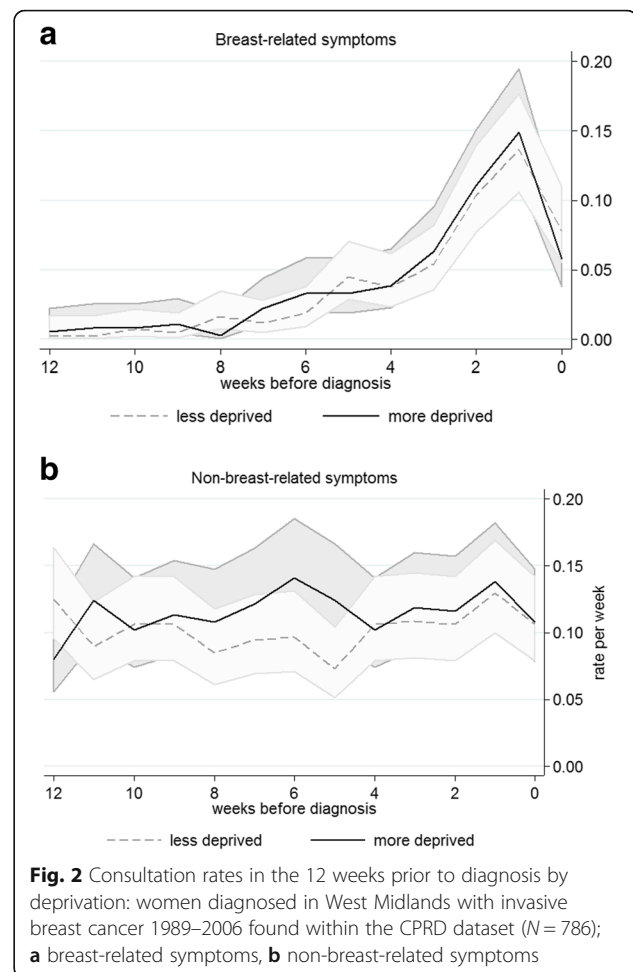 a
Breast-related symptoms
0.20
0.15
0.10
0.05
0.00
12 10 8 6 4 2 0
weeks before diagnosis
less deprived more deprived
b
Non-breast-related symptoms
0.20
0.15
0.10
0.05
0.00
rate per week
12 10 8 6 4 2 0
weeks before diagnosis
less deprived more deprived
Fig. 2 Consultation rates in the 12 weeks prior to diagnosis by
deprivation: women diagnosed in West Midlands with invasive
breast cancer 1989–2006 found within the CPRD dataset (N = 786);
a breast-related symptoms, b non-breast-related symptoms